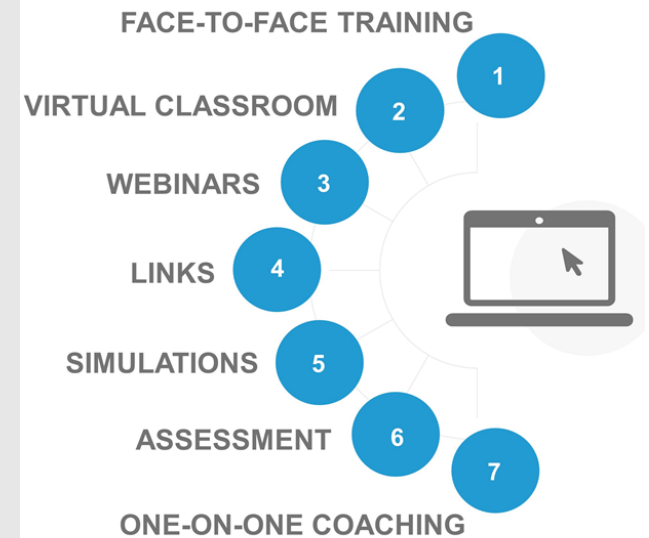 FACE-TO-FACE TRAINING
1
VIRTUAL CLASSROOM
2
WEBINARS
3
LINKS
4
SIMULATIONS
5
ASSESSMENT
6
7
ONE-ON-ONE COACHING